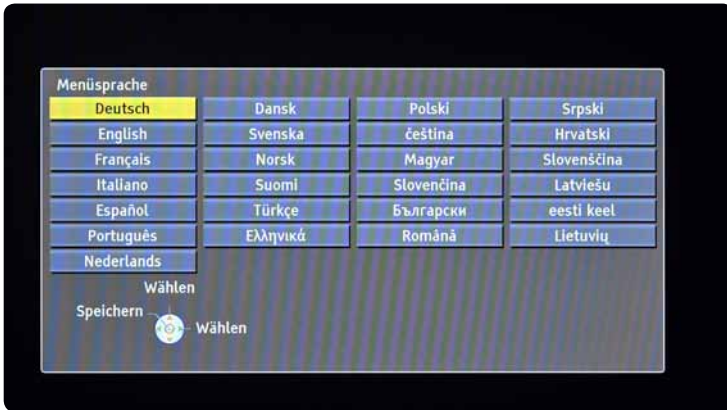 Menüsprache
Deutsch Dansk Polski Srpski
English Svenska čeština Hrvatski
Français Norsk Magyar Slovenščina
Italiano Suomi Slovenčina Latviešu
Español Türkçe Български eesti keel
Português Ελληνικά Română Lietuvių
Nederlands
Wählen
Speichern
Wählen